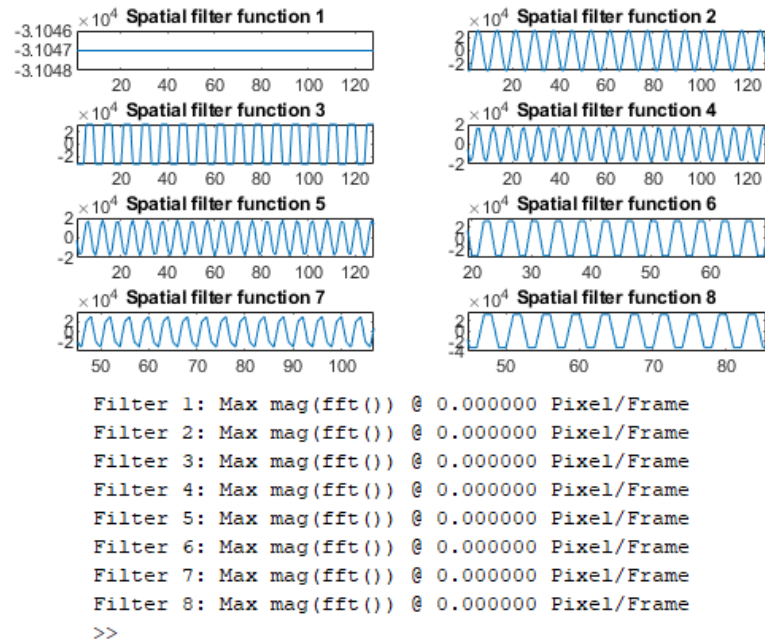 ×10⁴ Spatial filter function 1
-3.1046
-3.1047
-3.1048
20 40 60 80 100 120
×10⁴ Spatial filter function 2
2
0
-2
20 40 60 80 100 120
×10⁴ Spatial filter function 3
2
0
-2
20 40 60 80 100 120
×10⁴ Spatial filter function 4
2
0
-2
20 40 60 80 100 120
×10⁴ Spatial filter function 5
2
0
-2
20 40 60 80 100 120
×10⁴ Spatial filter function 6
2
0
-2
20 30 40 50 60
×10⁴ Spatial filter function 7
2
0
-2
50 60 70 80 90 100
×10⁴ Spatial filter function 8
2
0
-2
-4
50 60 70 80
Filter 1: Max mag(fft()) @ 0.000000 Pixel/Frame
Filter 2: Max mag(fft()) @ 0.000000 Pixel/Frame
Filter 3: Max mag(fft()) @ 0.000000 Pixel/Frame
Filter 4: Max mag(fft()) @ 0.000000 Pixel/Frame
Filter 5: Max mag(fft()) @ 0.000000 Pixel/Frame
Filter 6: Max mag(fft()) @ 0.000000 Pixel/Frame
Filter 7: Max mag(fft()) @ 0.000000 Pixel/Frame
Filter 8: Max mag(fft()) @ 0.000000 Pixel/Frame
>>